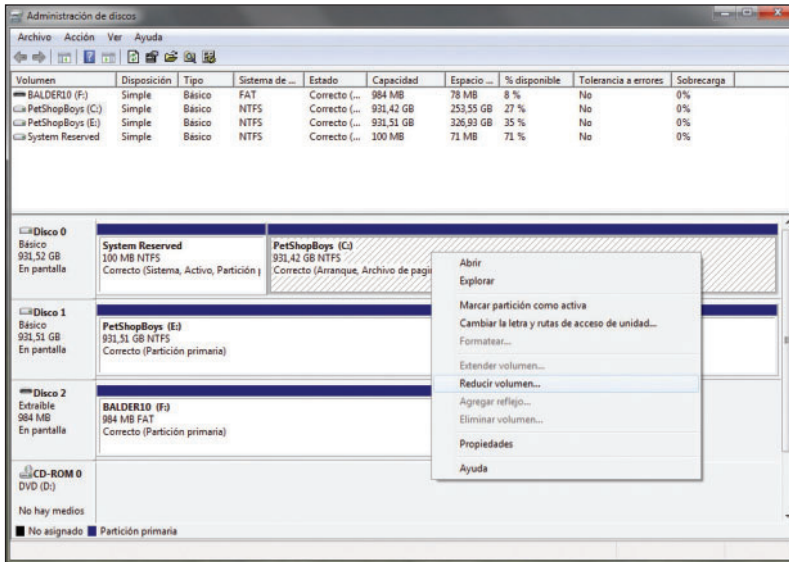 Administración de discos
Archivo Acción Ver Ayuda
Volumen Disposición Tipo Sistema de ... Estado Capacidad Espacio ... % disponible Tolerancia a errores Sobrecarga
BALDER10 (F:) Simple Básico FAT Correcto (... 984 MB 78 MB 8 % No 0%
PetShopBoys (C:) Simple Básico NTFS Correcto (... 931,42 GB 253,55 GB 27 % No 0%
PetShopBoys (E:) Simple Básico NTFS Correcto (... 931,51 GB 326,93 GB 35 % No 0%
System Reserved Simple Básico NTFS Correcto (... 100 MB 71 MB 71 % No 0%
Disco 0
Básico
931,52 GB
En pantalla
System Reserved
100 MB NTFS
Correcto (Sistema, Activo, Partición p
PetShopBoys (C:)
931,42 GB NTFS
Correcto (Arranque, Archivo de pagi
Disco 1
Básico
931,51 GB
En pantalla
PetShopBoys (E:)
931,51 GB NTFS
Correcto (Partición primaria)
Disco 2
Extraíble
984 MB
En pantalla
BALDER10 (F:)
984 MB FAT
Correcto (Partición primaria)
CD-ROM 0
DVD (D:)
No hay medios
Abrir
Explorar
Marcar partición como activa
Cambiar la letra y rutas de acceso de unidad...
Formatear...
Extender volumen...
Reducir volumen...
Agregar reflejo...
Eliminar volumen...
Propiedades
Ayuda
No asignado Partición primaria